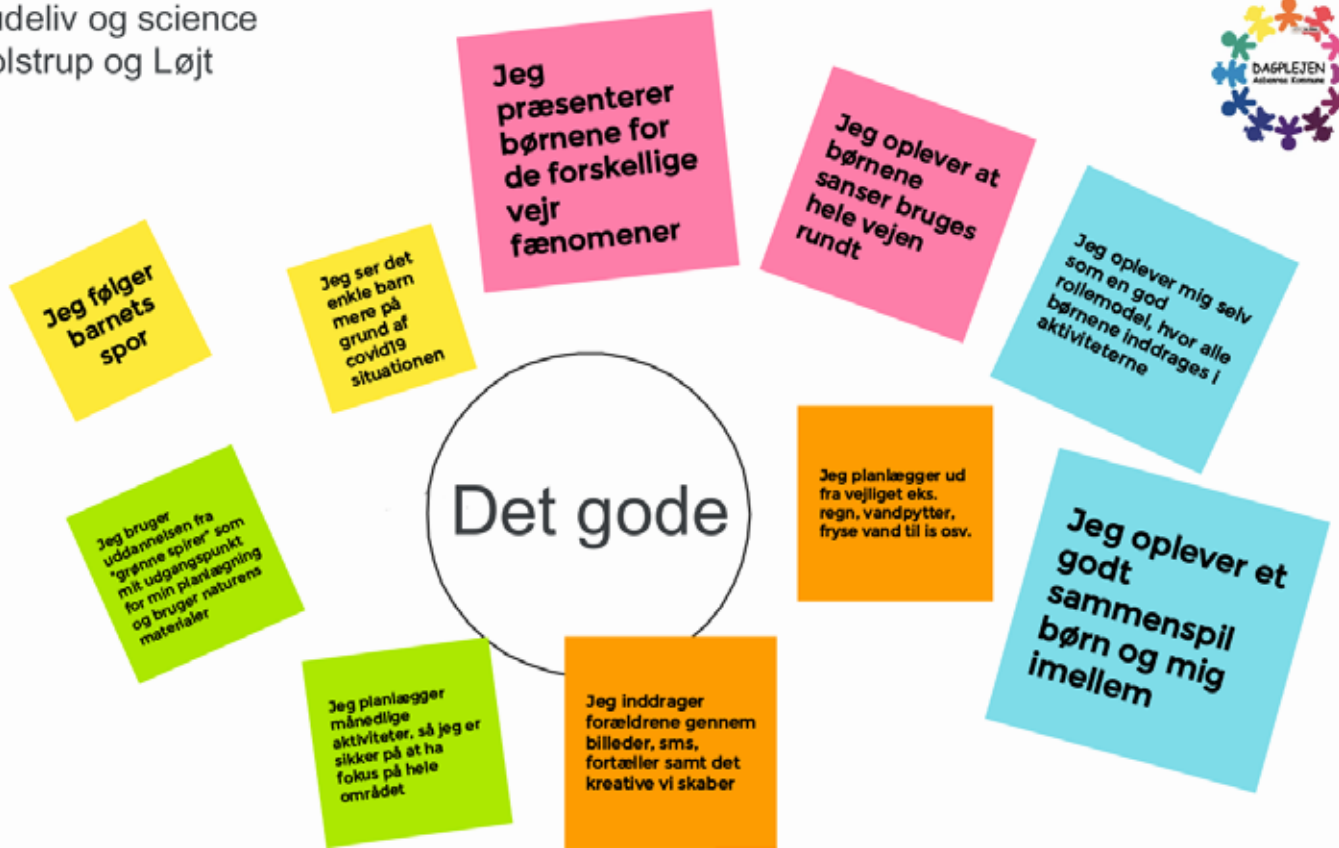 udeliv og science
olstrup og Løjt
DAGPLEJEN
Aabenraa Kommune
Jeg
præsenterer
børnene for
de forskellige
vejr
fænomener
Jeg oplever at
børnene
sanser bruges
hele vejen
rundt
Jeg følger
barnets
spor
Jeg ser det
enkle barn
mere på
grund af
covid19
situationen
Jeg oplever mig selv
som en god
rollemodel, hvor alle
børnene inddrages i
aktiviteterne
Det gode
Jeg planlægger ud
fra vejliget eks.
regn, vandpytter,
fryse vand til is osv.
Jeg bruger
uddannelsen fra
"grønne spirer" som
mit udgangspunkt
for min planlægning
og bruger naturens
materialer
Jeg oplever et
godt
sammenspil
børn og mig
imellem
Jeg planlægger
månedlige
aktiviteter, så jeg er
sikker på at ha
fokus på hele
området
Jeg inddrager
forældrene gennem
billeder, sms,
fortæller samt det
kreative vi skaber